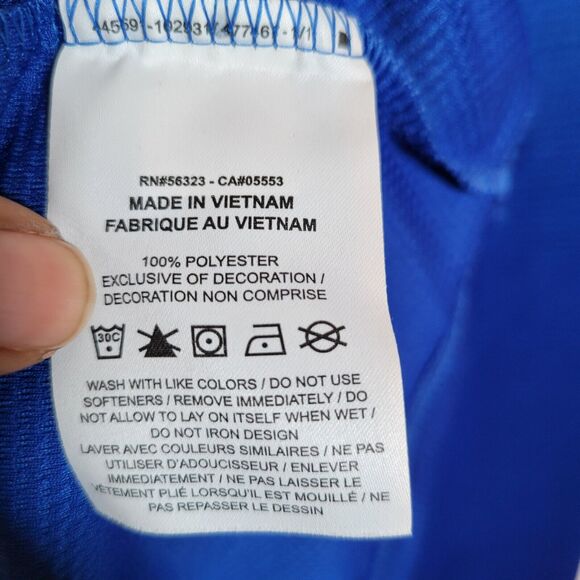 RN#56323 - CA#05553
MADE IN VIETNAM
FABRIQUE AU VIETNAM
100% POLYESTER
EXCLUSIVE OF DECORATION /
DECORATION NON COMPRISE
30C
WASH WITH LIKE COLORS / DO NOT USE
SOFTENERS / REMOVE IMMEDIATELY / DO
NOT ALLOW TO LAY ON ITSELF WHEN WET /
DO NOT IRON DESIGN
LAVER AVEC COULEURS SIMILAIRES / NE PAS
UTILISER D'ADOUCISSEUR / ENLEVER
IMMEDIATEMENT / NE PAS LAISSER LE
VÊTEMENT PLIÉ LORSQU'IL EST MOUILLÉ / NE
PAS REPASSER LE DESSIN